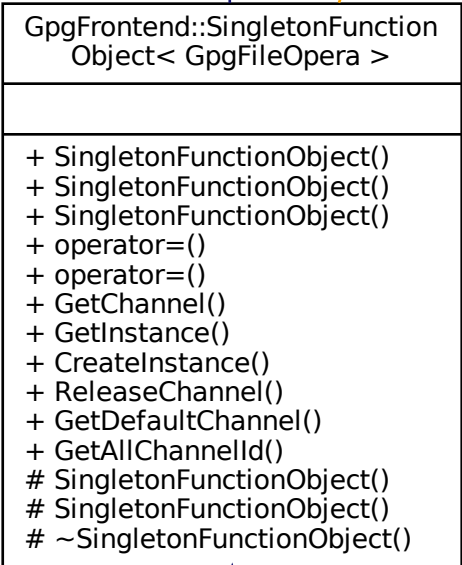 GpgFrontend::SingletonFunction
Object< GpgFileOpera >
+ SingletonFunctionObject()
+ SingletonFunctionObject()
+ SingletonFunctionObject()
+ operator=()
+ operator=()
+ GetChannel()
+ GetInstance()
+ CreateInstance()
+ ReleaseChannel()
+ GetDefaultChannel()
+ GetAllChannelId()
# SingletonFunctionObject()
# SingletonFunctionObject()
# ~SingletonFunctionObject()